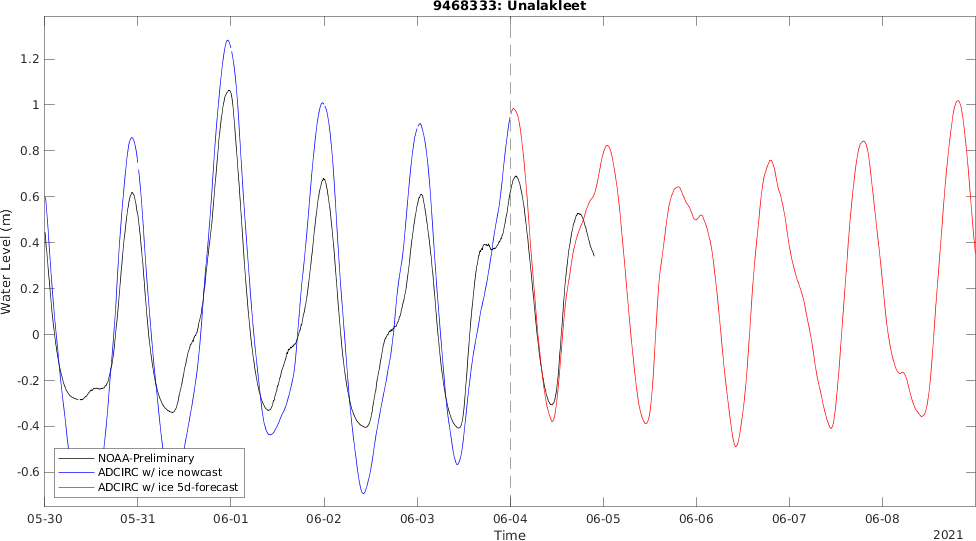 9468333: Unalakleet
1.2
1
0.8
0.6
0.4
0.2
0
-0.2
-0.4
-0.6
Water Level (m)
NOAA-Preliminary
ADCIRC w/ ice nowcast
ADCIRC w/ ice 5d-forecast
05-30 05-31 06-01 06-02 06-03 06-04 06-05 06-06 06-07 06-08
Time
2021